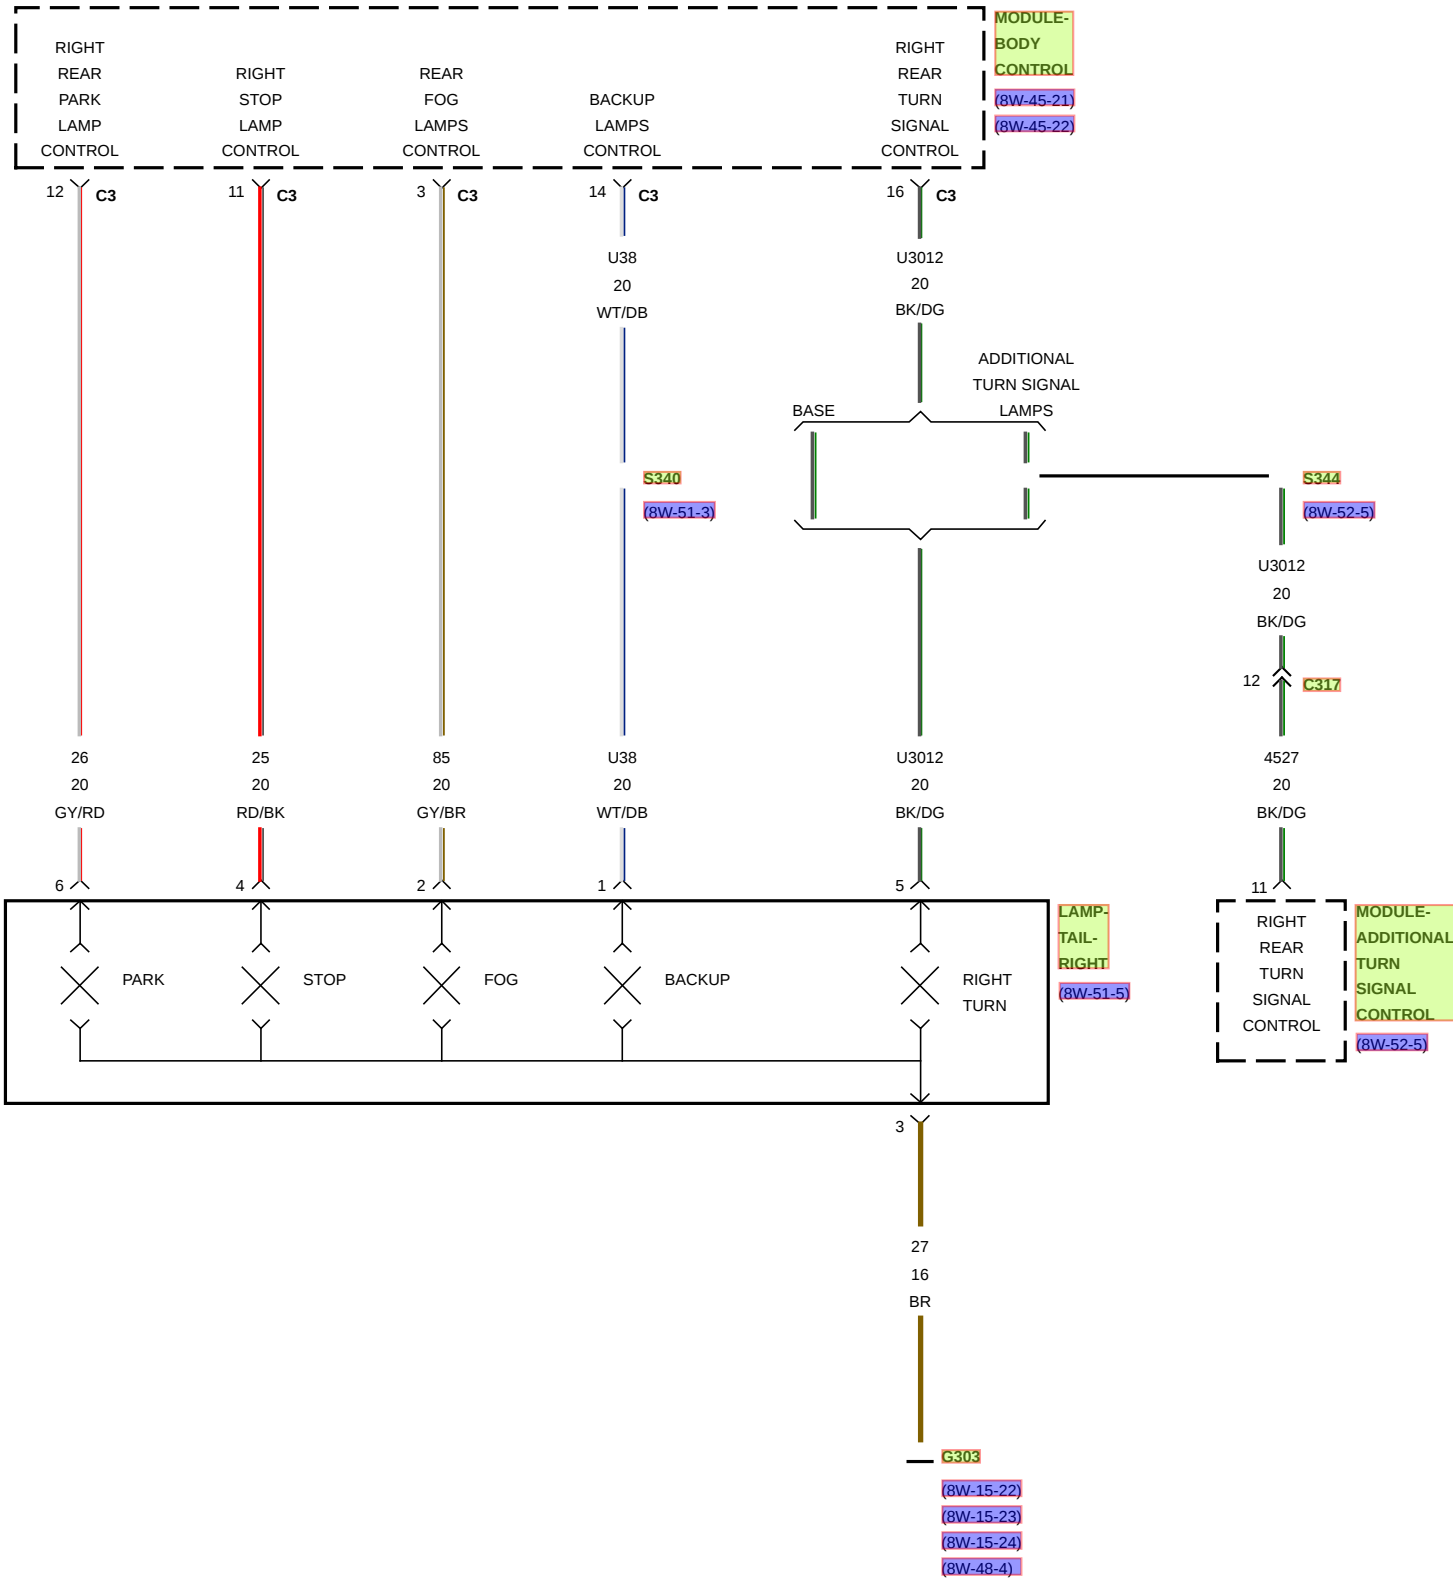 RIGHT
REAR
PARK
LAMP
CONTROL
RIGHT
STOP
LAMP
CONTROL
REAR
FOG
LAMPS
CONTROL
BACKUP
LAMPS
CONTROL
RIGHT
REAR
TURN
SIGNAL
CONTROL
MODULE-
BODY
CONTROL
(8W-45-21)
(8W-45-22)
12 C3
11 C3
3 C3
14 C3
16 C3
U38
20
WT/DB
U3012
20
BK/DG
BASE
ADDITIONAL
TURN SIGNAL
LAMPS
S340
(8W-51-3)
S344
(8W-52-5)
U3012
20
BK/DG
12 C317
26
20
GY/RD
25
20
RD/BK
85
20
GY/BR
U38
20
WT/DB
U3012
20
BK/DG
4527
20
BK/DG
6
4
2
1
5
11
PARK
STOP
FOG
BACKUP
RIGHT
TURN
LAMP-
TAIL-
RIGHT
(8W-51-5)
RIGHT
REAR
TURN
SIGNAL
CONTROL
MODULE-
ADDITIONAL
TURN
SIGNAL
CONTROL
(8W-52-5)
3
27
16
BR
G303
(8W-15-22)
(8W-15-23)
(8W-15-24)
(8W-48-4)